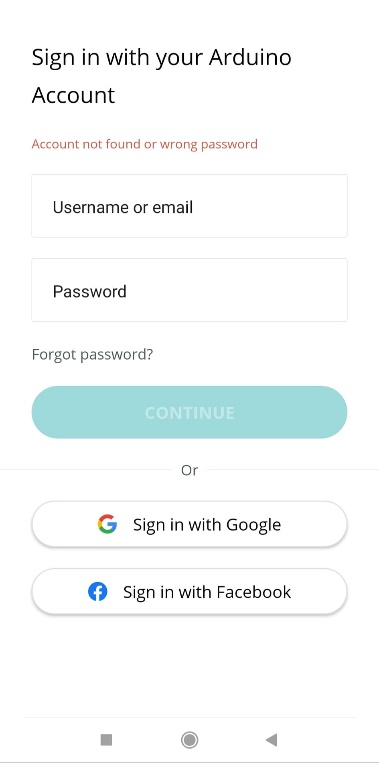 Sign in with your Arduino
Account
Account not found or wrong password
Username or email
Password
Forgot password?
CONTINUE
Or
Sign in with Google
Sign in with Facebook